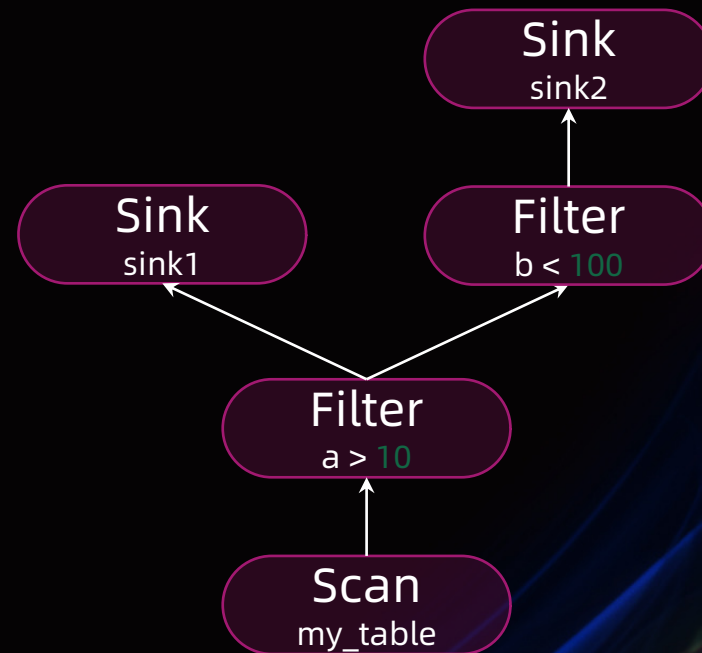 Sink
sink2
Sink
sink1
Filter
b < 100
Filter
a > 10
Scan
my_table